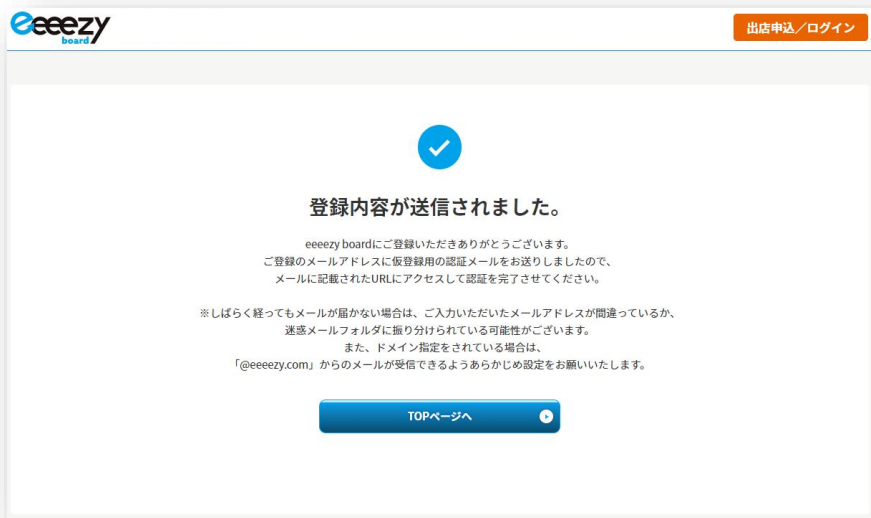 eeeezy
board
出店申込／ログイン
登録内容が送信されました。
eeeezy boardにご登録いただきありがとうございます。
ご登録のメールアドレスに仮登録用の認証メールをお送りしましたので、
メールに記載されたURLにアクセスして認証を完了させてください。
※しばらく経ってもメールが届かない場合は、ご入力いただいたメールアドレスが間違っているか、
迷惑メールフォルダに振り分けられている可能性がございます。
また、ドメイン指定をされている場合は、
「@eeeezy.com」からのメールが受信できるようあらかじめ設定をお願いいたします。
TOPページへ